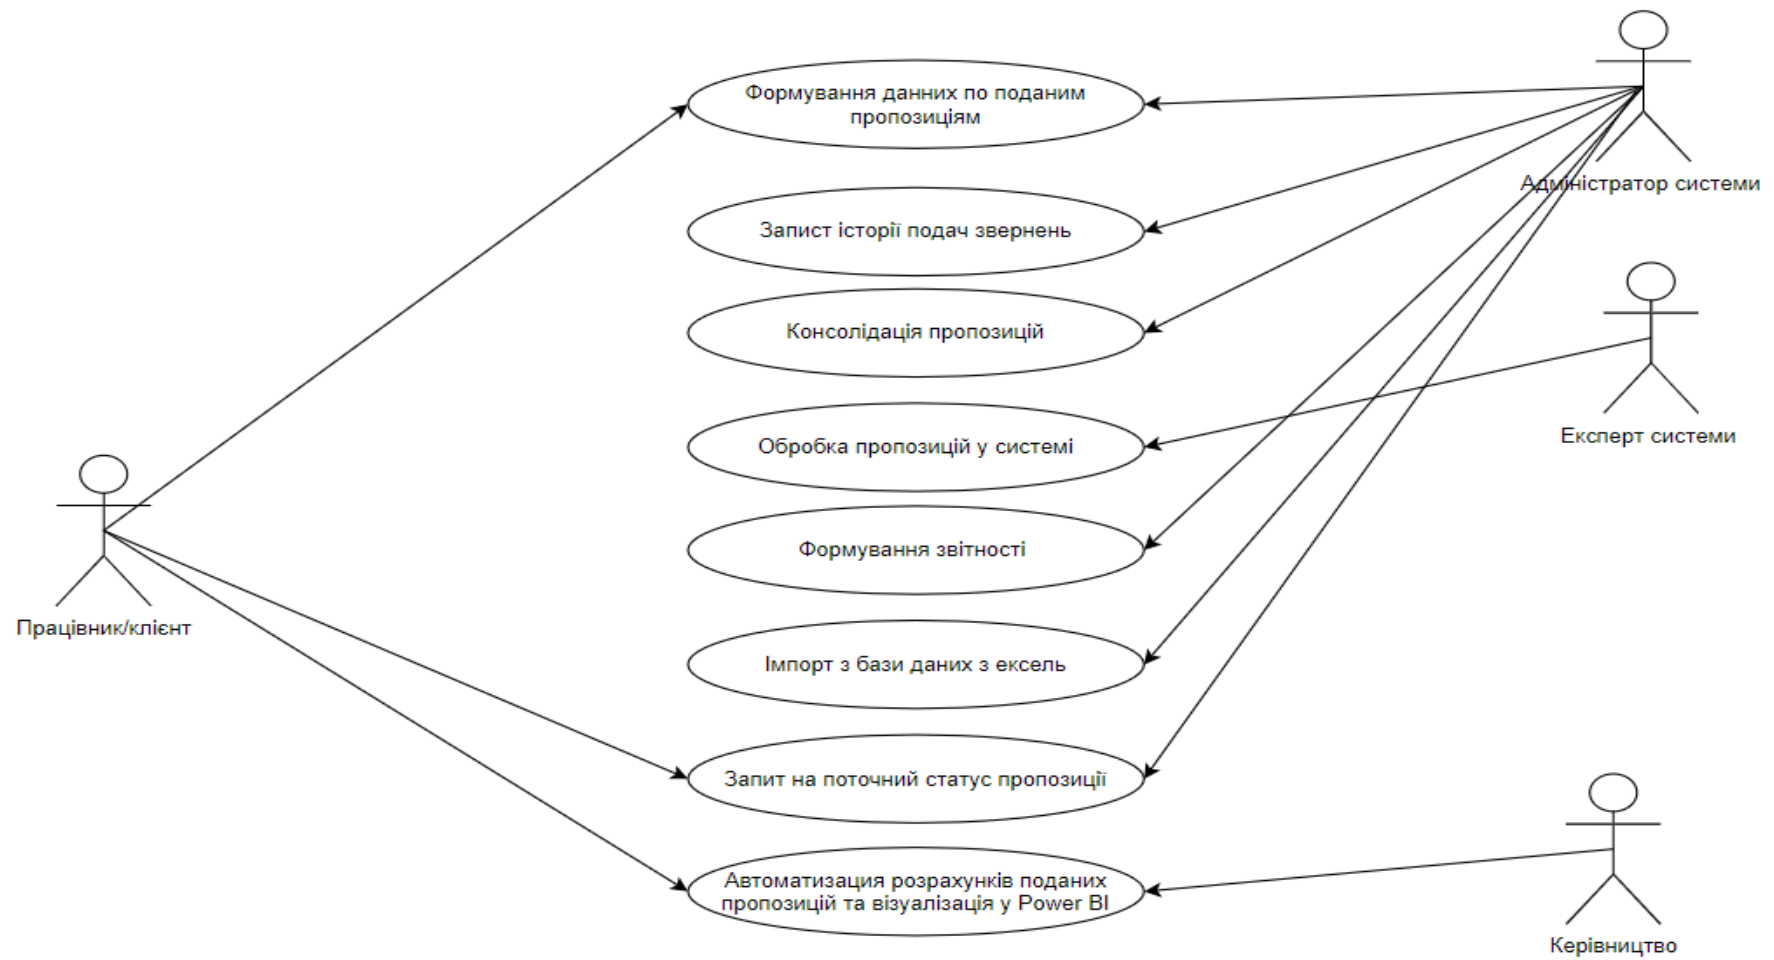 Формування данних по поданим
пропозиціям
Адміністратор системи
Запист історії подач звернень
Консолідація пропозицій
Обробка пропозицій у системі
Експерт системи
Формування звітності
Працівник/клієнт
Імпорт з бази даних з ексель
Запит на поточний статус пропозиції
Автоматизация розрахунків поданих
пропозицій та візуалізація у Power BI
Керівництво